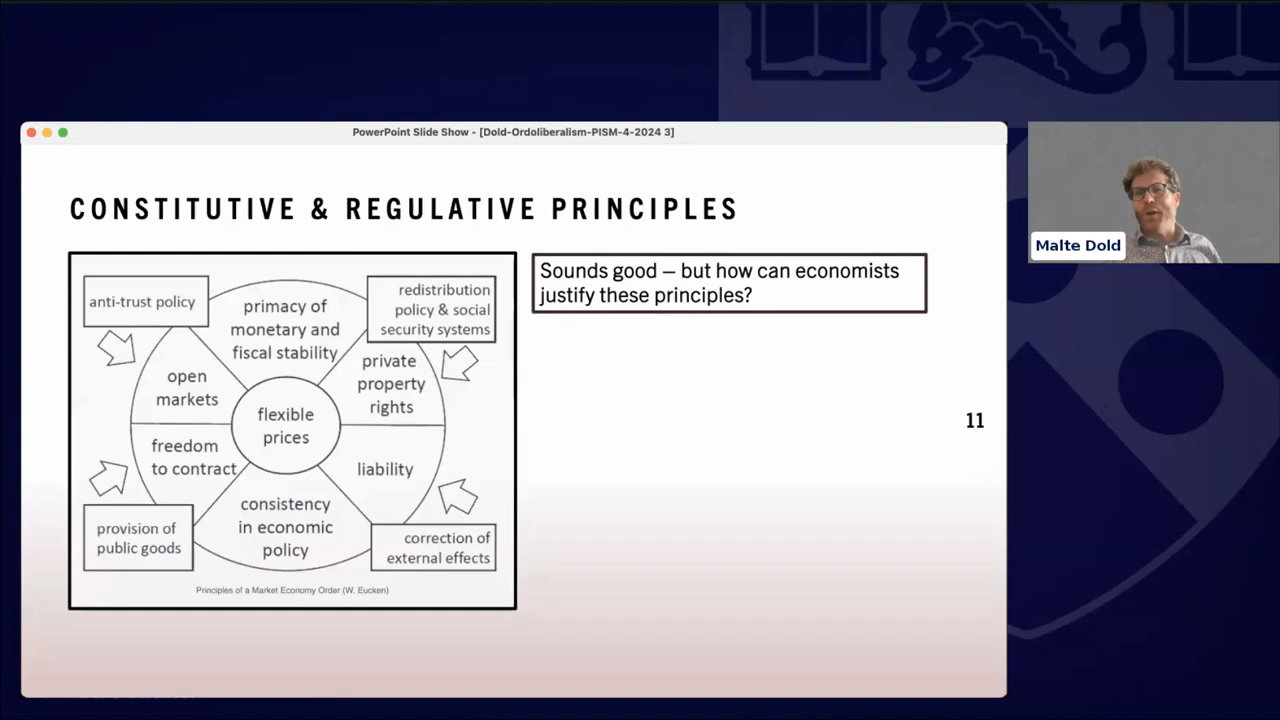 PowerPoint Slide Show - [Dold-Ordoliberalism-PISM-4-2024 3]
CONSTITUTIVE & REGULATIVE PRINCIPLES
anti-trust policy
primacy of
monetary and
fiscal stability
redistribution
policy & social
security systems
open
markets
private
property
rights
flexible
prices
freedom
to contract
liability
consistency
in economic
policy
provision of
public goods
correction of
external effects
Principles of a Market Economy Order (W. Eucken)
Sounds good – but how can economists
justify these principles?
11
Malte Dold